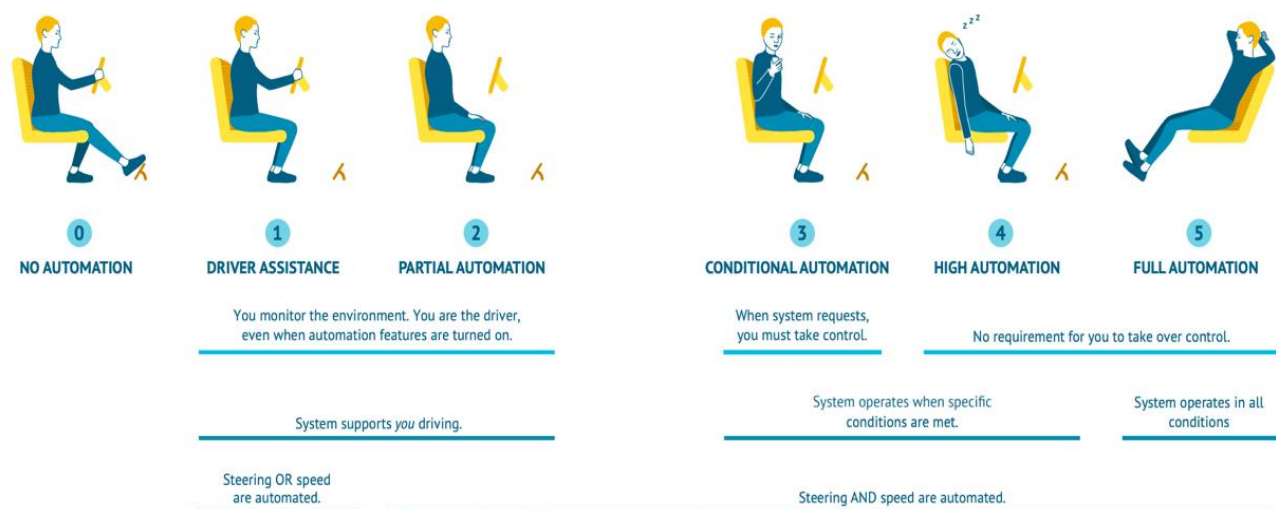 z z z
0
1
2
3
4
5
NO AUTOMATION
DRIVER ASSISTANCE
PARTIAL AUTOMATION
CONDITIONAL AUTOMATION
HIGH AUTOMATION
FULL AUTOMATION
You monitor the environment. You are the driver,
even when automation features are turned on.
When system requests,
you must take control.
No requirement for you to take over control.
System supports you driving.
System operates when specific
conditions are met.
System operates in all
conditions
Steering OR speed
are automated.
Steering AND speed are automated.